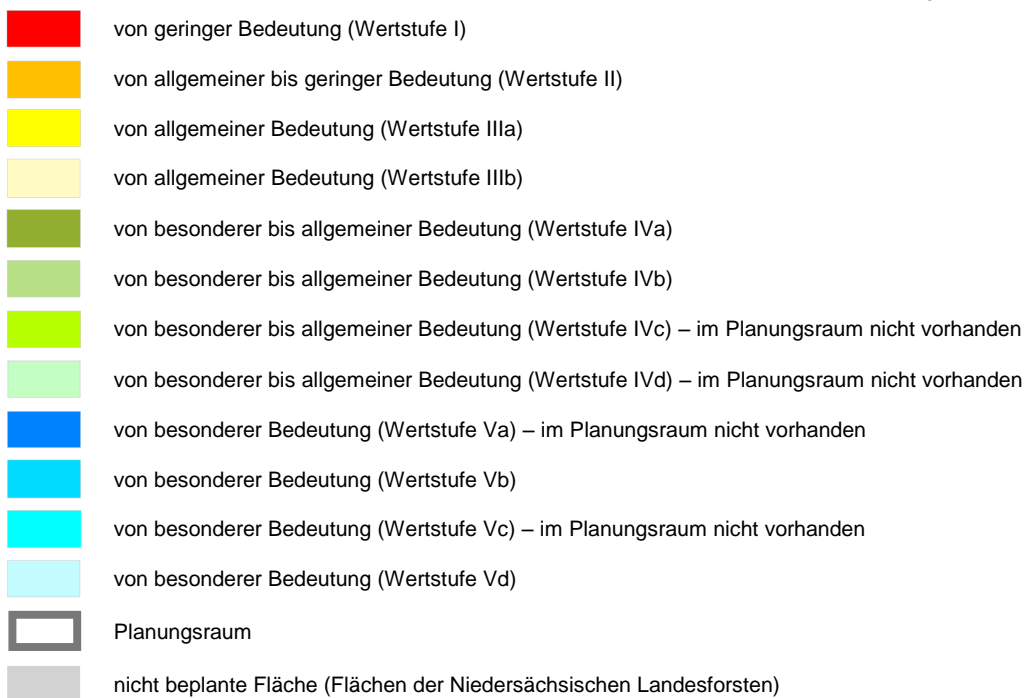 von geringer Bedeutung (Wertstufe I)
von allgemeiner bis geringer Bedeutung (Wertstufe II)
von allgemeiner Bedeutung (Wertstufe IIIa)
von allgemeiner Bedeutung (Wertstufe IIIb)
von besonderer bis allgemeiner Bedeutung (Wertstufe IVa)
von besonderer bis allgemeiner Bedeutung (Wertstufe IVb)
von besonderer bis allgemeiner Bedeutung (Wertstufe IVc) – im Planungsraum nicht vorhanden
von besonderer bis allgemeiner Bedeutung (Wertstufe IVd) – im Planungsraum nicht vorhanden
von besonderer Bedeutung (Wertstufe Va) – im Planungsraum nicht vorhanden
von besonderer Bedeutung (Wertstufe Vb)
von besonderer Bedeutung (Wertstufe Vc) – im Planungsraum nicht vorhanden
von besonderer Bedeutung (Wertstufe Vd)
Planungsraum
nicht beplante Fläche (Flächen der Niedersächsischen Landesforsten)